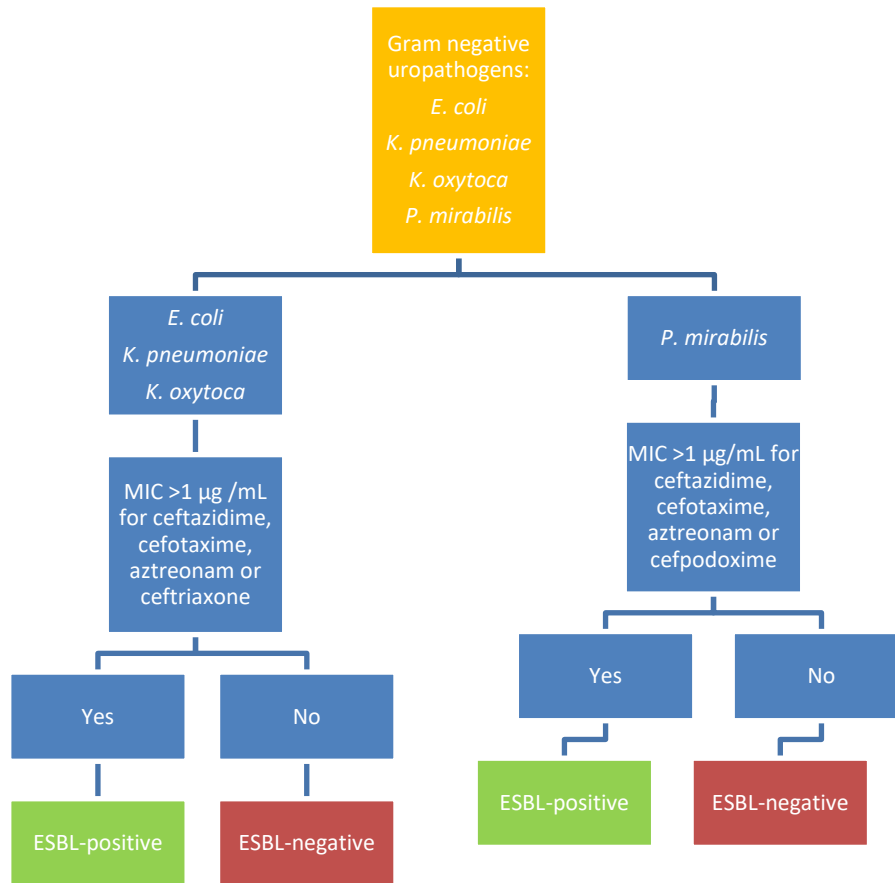 Gram negative
uropathogens:
E. coli
K. pneumoniae
K. oxytoca
P. mirabilis
E. coli
K. pneumoniae
K. oxytoca
MIC >1 µg /mL
for ceftazidime,
cefotaxime,
aztreonam or
ceftriaxone
Yes
No
ESBL-positive
ESBL-negative
P. mirabilis
MIC >1 µg/mL for
ceftazidime,
cefotaxime,
aztreonam or
cefpodoxime
Yes
No
ESBL-positive
ESBL-negative